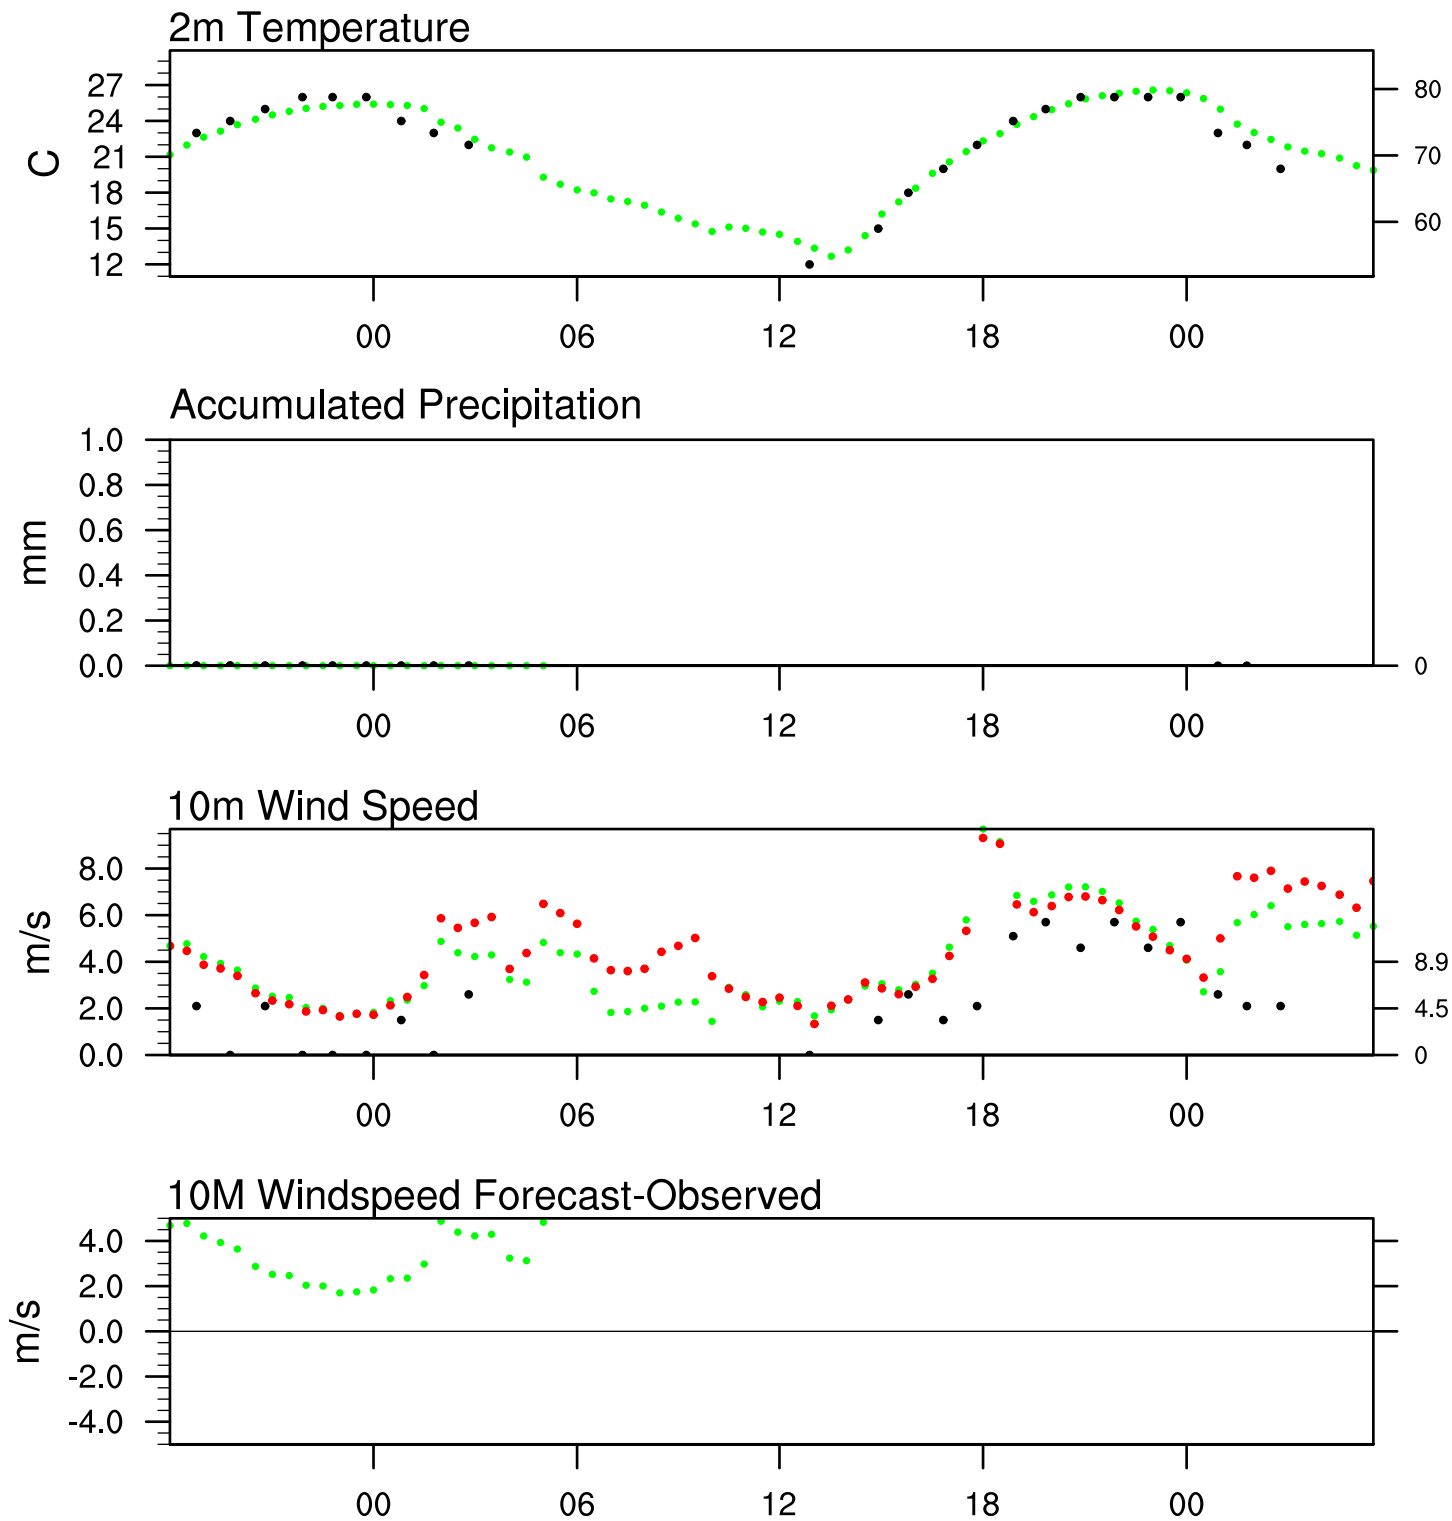 2m Temperature
27
24
21
18
15
12
C
80
70
60
00 06 12 18 00
Accumulated Precipitation
1.0
0.8
0.6
0.4
0.2
0.0
mm
0
00 06 12 18 00
10m Wind Speed
8.0
6.0
4.0
2.0
0.0
m/s
8.9
4.5
0
00 06 12 18 00
10M Windspeed Forecast-Observed
4.0
2.0
0.0
-2.0
-4.0
m/s
00 06 12 18 00